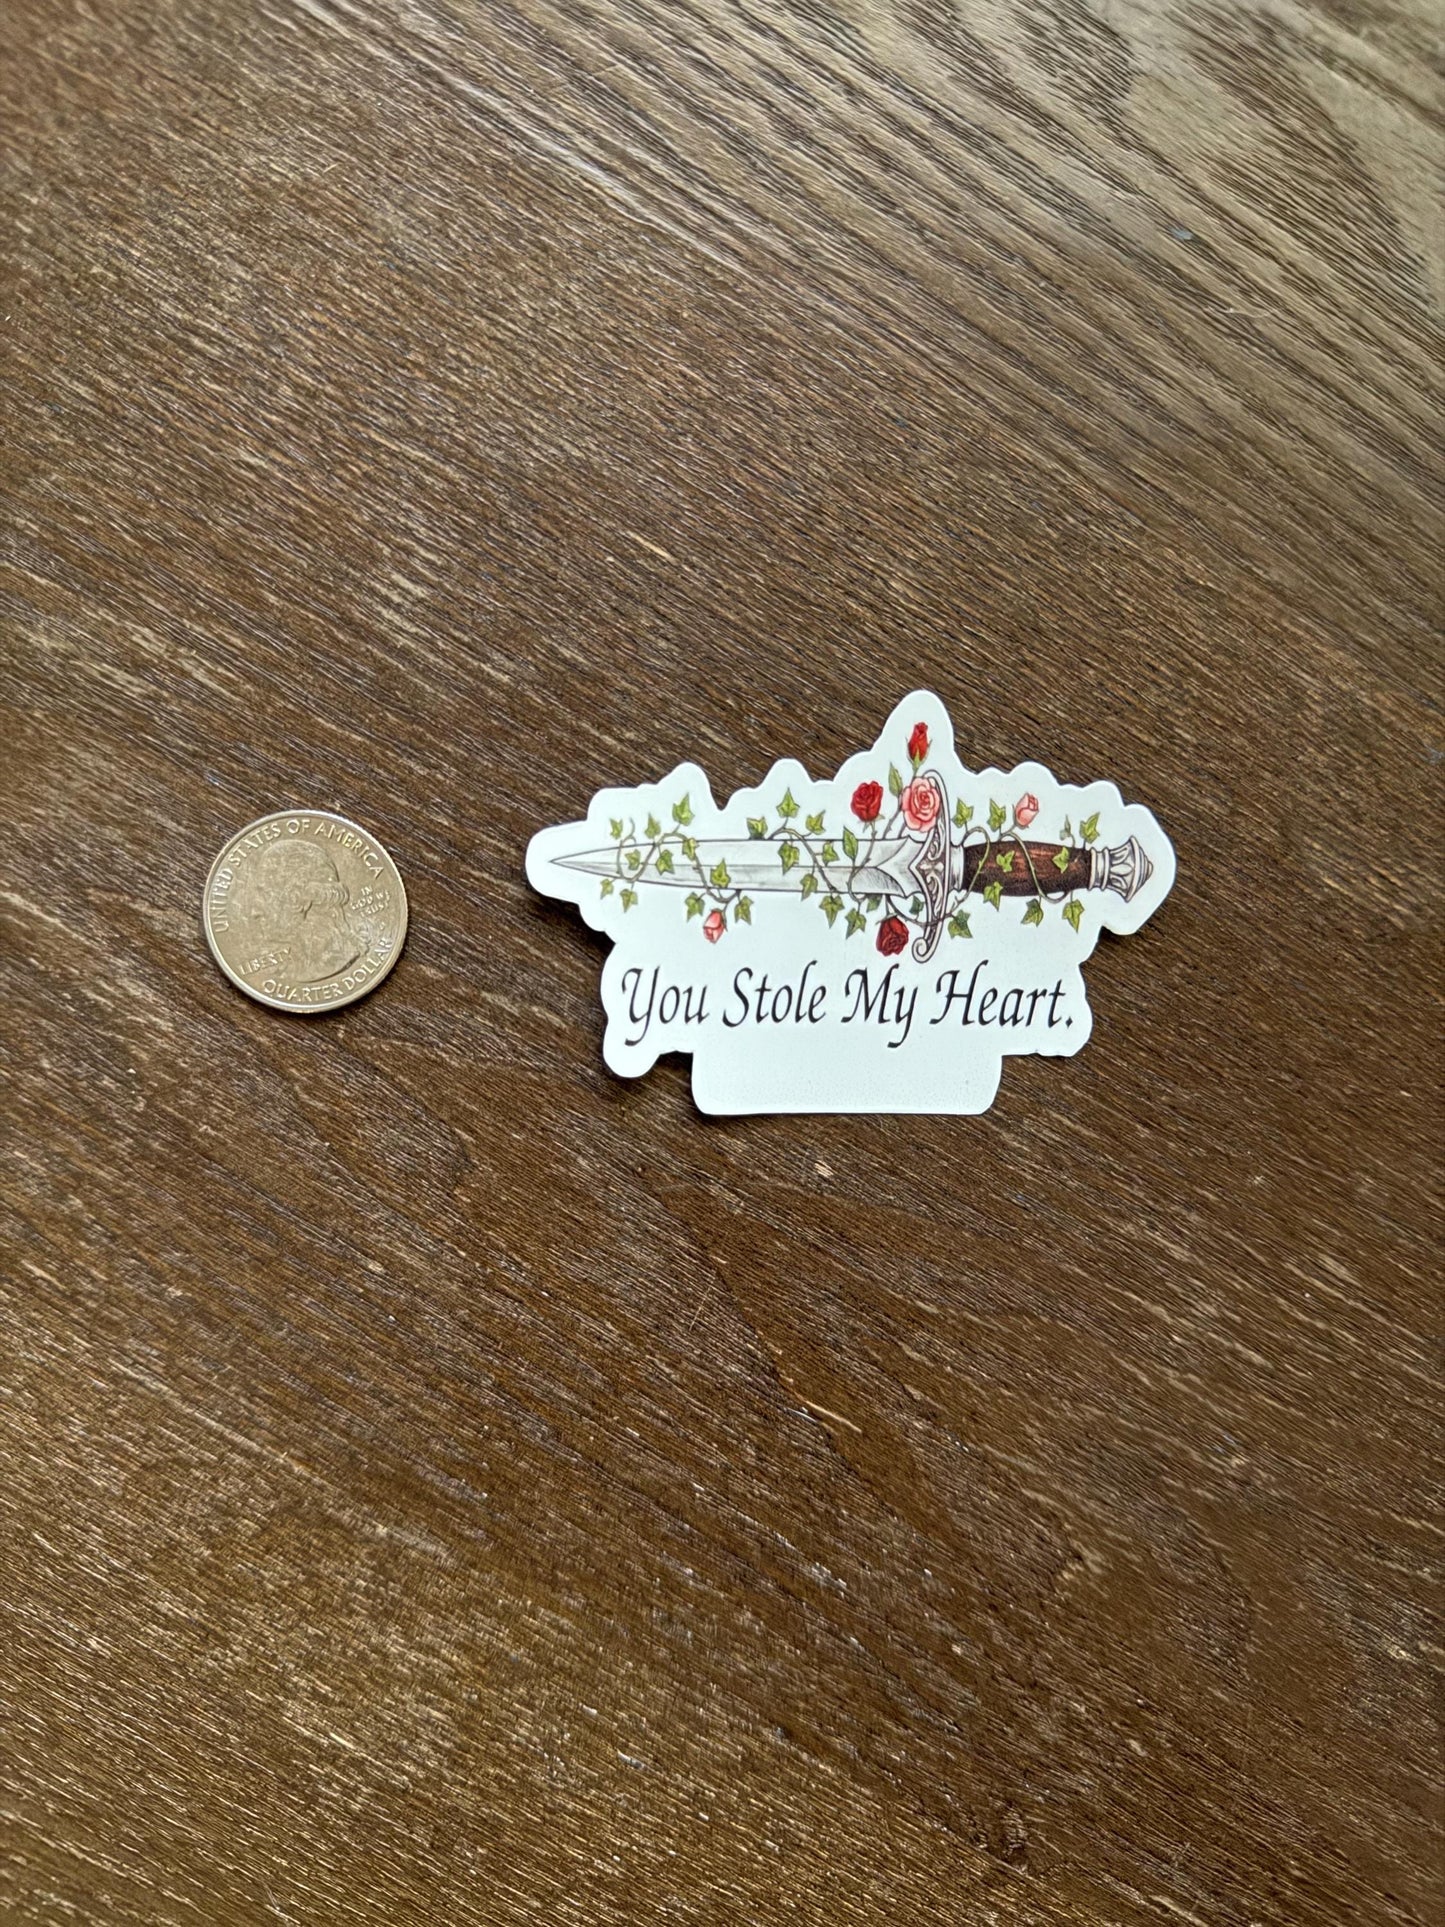 UNITED STATES OF AMERICA
IN
GOD WE
TRUST
LIBERTY
QUARTER DOLLAR
You Stole My Heart.